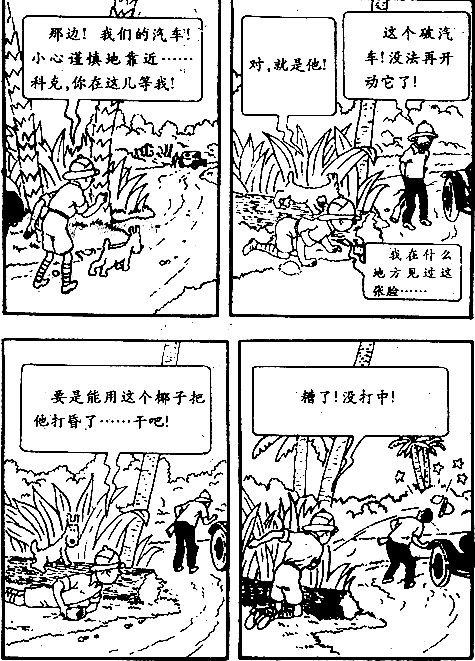 那边! 我们的汽车!
小心谨慎地靠近……
科克,你在这儿等我!
对,就是他!
这个破汽
车!没法再开
动它了!
我在什么
地方见过这
张脸……
要是能用这个椰子把
他打昏了……干吧!
糟了!没打中!